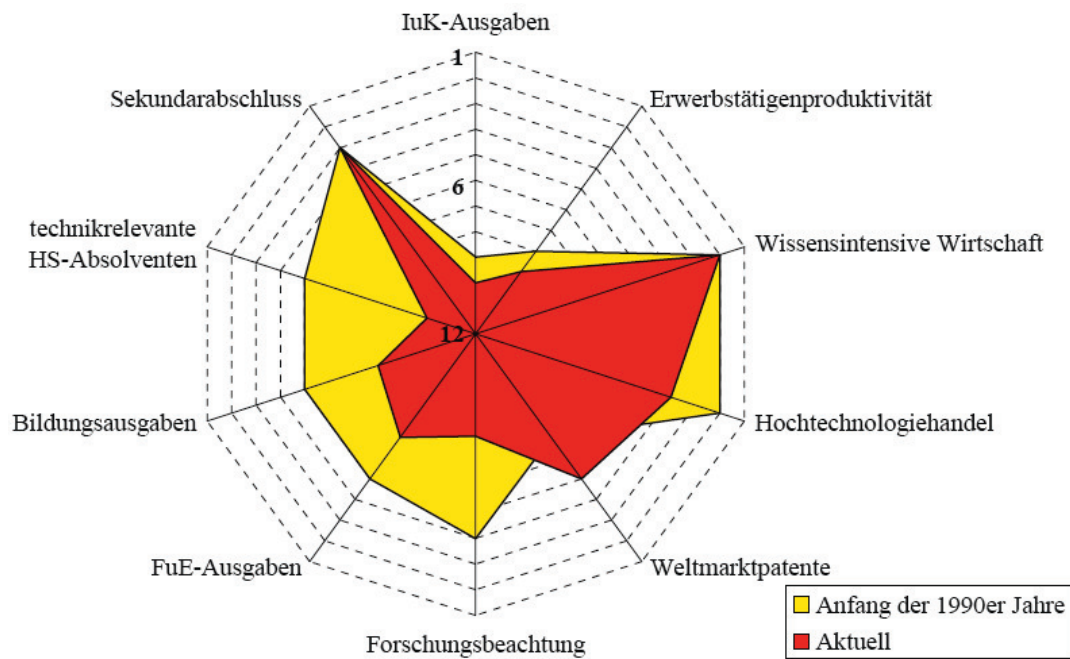 IuK-Ausgaben
1
Sekundarabschluss
Erwerbstätigenproduktivität
6
technikrelevante
HS-Absolventen
Wissensintensive Wirtschaft
12
Bildungsausgaben
Hochtechnologiehandel
FuE-Ausgaben
Weltmarktpatente
Forschungsbeachtung
Anfang der 1990er Jahre
Aktuell